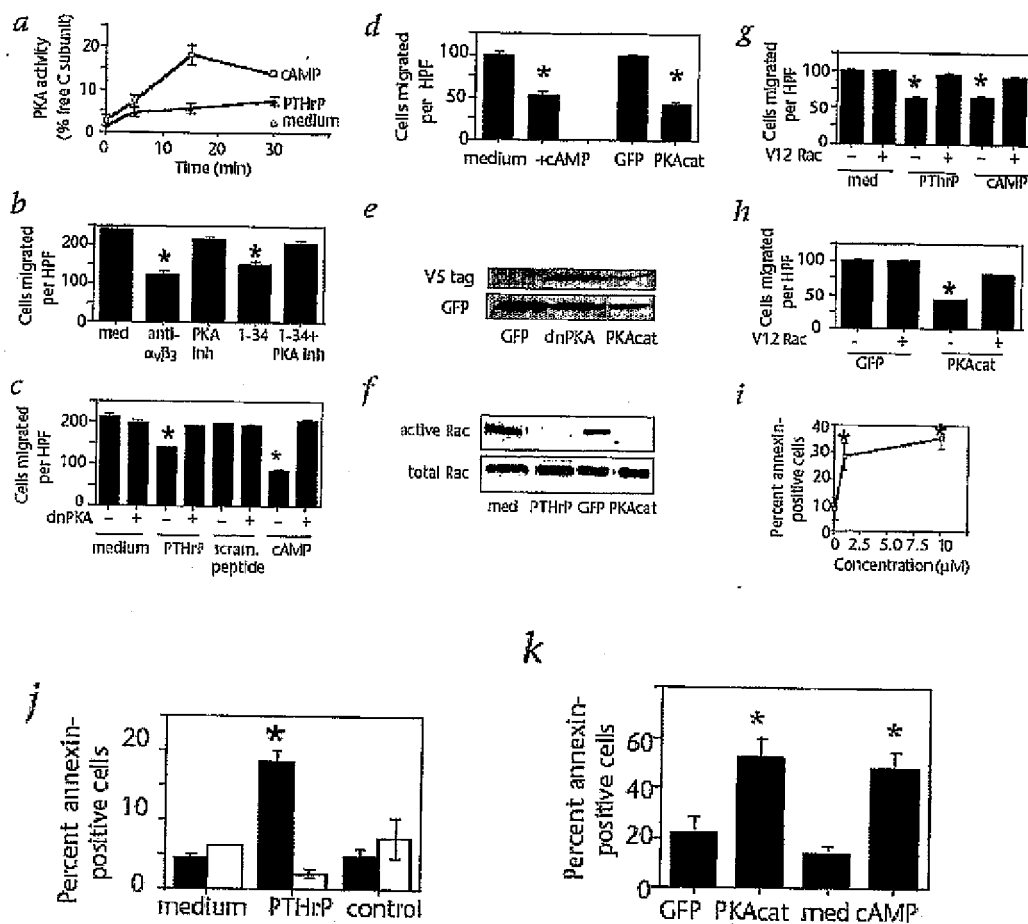 a
PKA activity
(% free C subunit)
20
10
0
cAMP
PTHrP
medium
0 10 20 30
Time (min)
b
Cells migrated
per HPF
200
100
0
* *
med anti-αvβ3 PKA inh 1-34 1-34+ PKA inh
c
Cells migrated
per HPF
200
100
0
* *
dnPKA - + - + - + - +
medium PTHrP scram. peptide cAMP
d
Cells migrated
per HPF
100
50
0
* *
medium +cAMP GFP PKAcat
e
V5 tag
GFP
GFP dnPKA PKAcat
f
active Rac
total Rac
med PTHrP GFP PKAcat
g
Cells migrated
per HPF
100
50
0
* *
V12 Rac - + - + - +
med PThrP cAMP
h
Cells migrated
per HPF
100
50
0
*
V12 Rac - + - +
GFP PKAcat
i
Percent annexin-
positive cells
40
30
20
10
0
* *
0 2.5 5.0 7.5 10
Concentration (µM)
j
Percent annexin-
positive cells
20
10
0
*
medium PTHrP control
k
Percent annexin-
positive cells
60
40
20
0
* *
GFP PKAcat med cAMP